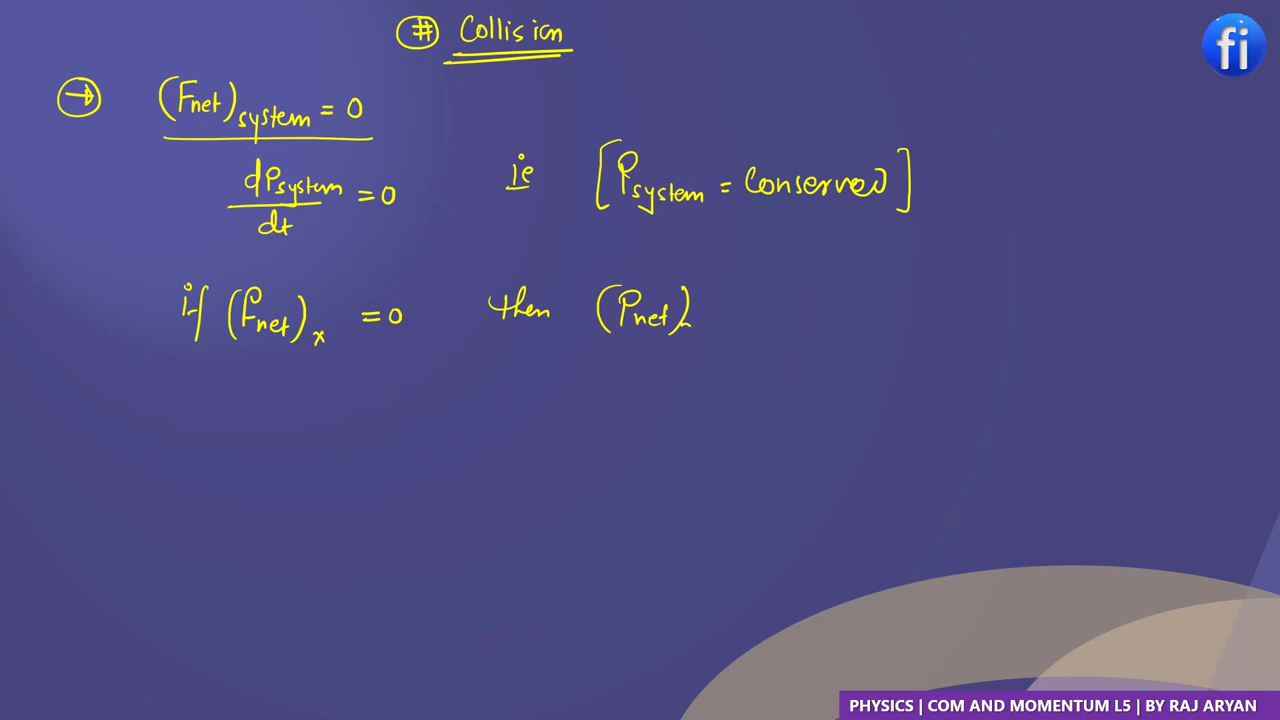 # Collision
fi
→ (Fnet)system = 0
dPsystem/dt = 0 ie [Psystem = Conserved]
if (Fnet)x = 0 then (Pnet)
PHYSICS | COM AND MOMENTUM L5 | BY RAJ ARYAN